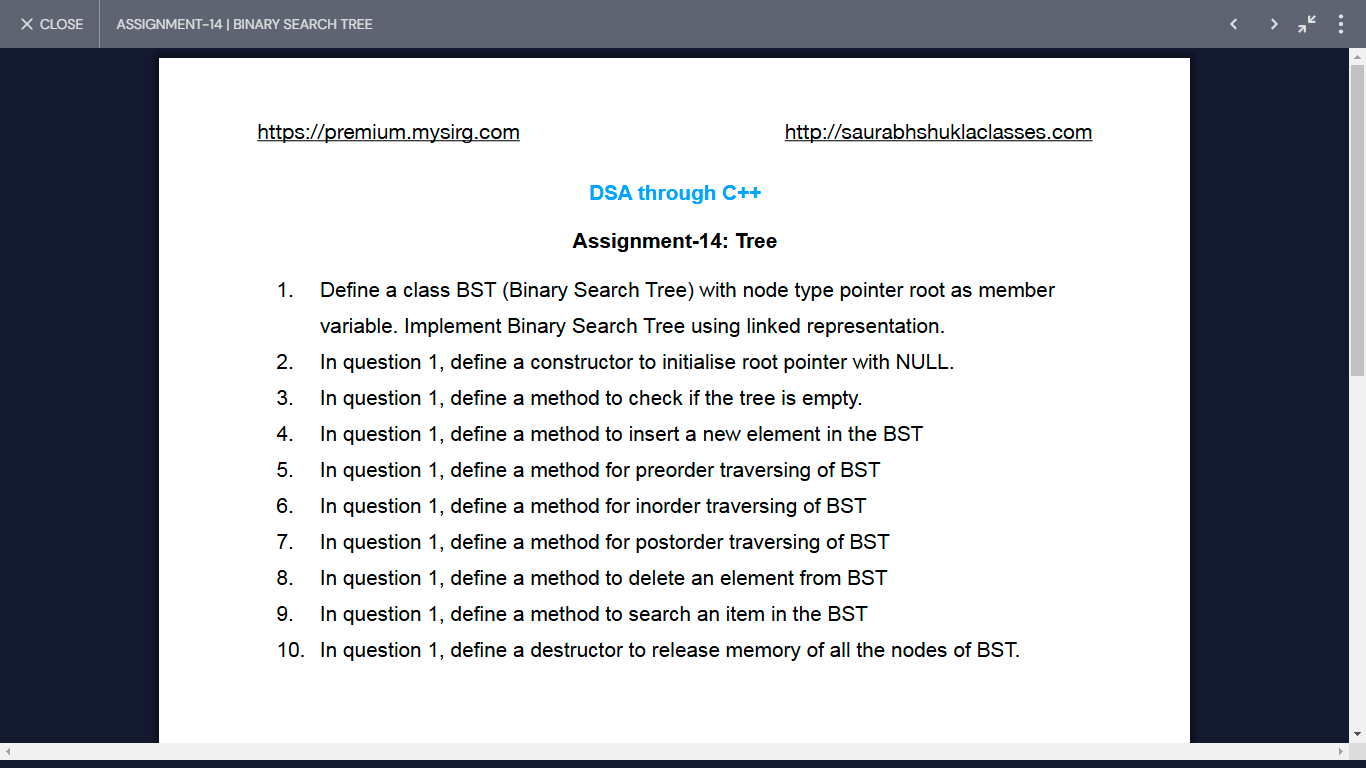 CLOSE ASSIGNMENT-14 | BINARY SEARCH TREE
https://premium.mysirg.com http://saurabhshuklaclasses.com
DSA through C++
Assignment-14: Tree
1. Define a class BST (Binary Search Tree) with node type pointer root as member
variable. Implement Binary Search Tree using linked representation.
2. In question 1, define a constructor to initialise root pointer with NULL.
3. In question 1, define a method to check if the tree is empty.
4. In question 1, define a method to insert a new element in the BST
5. In question 1, define a method for preorder traversing of BST
6. In question 1, define a method for inorder traversing of BST
7. In question 1, define a method for postorder traversing of BST
8. In question 1, define a method to delete an element from BST
9. In question 1, define a method to search an item in the BST
10. In question 1, define a destructor to release memory of all the nodes of BST.